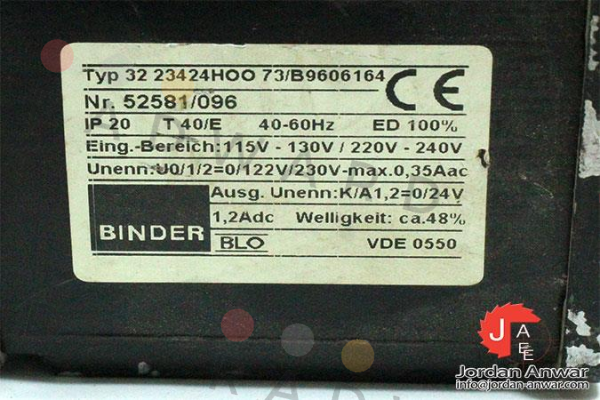 Typ 32 23424HOO 73/B9606164
CE
Nr. 52581/096
IP 20 T 40/E 40-60Hz ED 100%
Eing.-Bereich:115V - 130V / 220V - 240V
Unenn:U0/1/2=0/122V/230V-max.0,35Aac
Ausg. Unenn:K/A1,2=0/24V
BINDER
1,2Adc Welligkeit: ca.48%
BLO VDE 0550
JAEE
Jordan Anwar
info@jordan-anwar.com